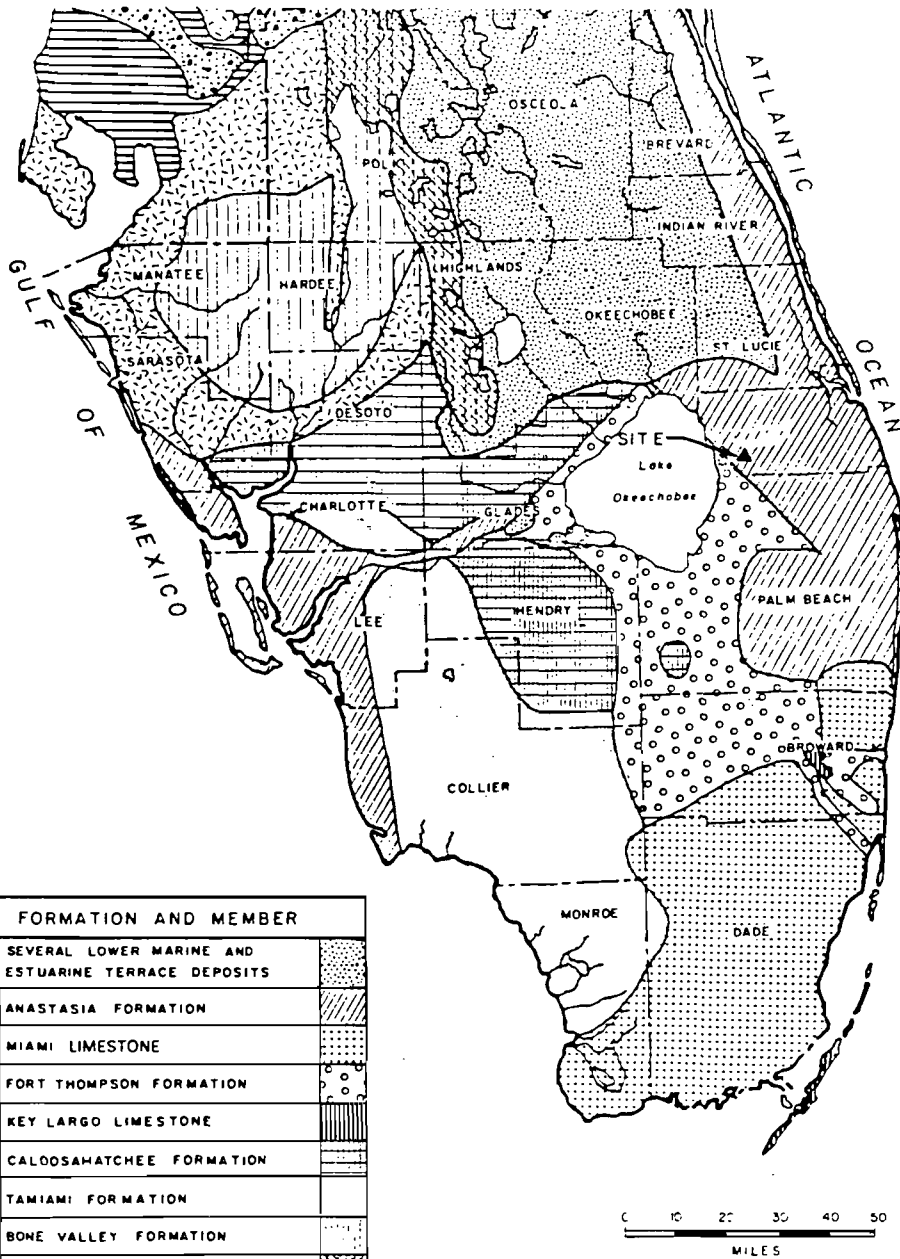 ATLANTIC
OCEAN
GULF
OF
MEXICO
OSCEOLA
BREVARD
POLK
INDIAN RIVER
MANATEE
HARDEE
HIGHLANDS
OKEECHOBEE
ST. LUCIE
SARASOTA
DESOTO
SITE
Lake
Okeechobee
CHARLOTTE
GLADES
LEE
HENDRY
PALM BEACH
BROWARD
COLLIER
MONROE
DADE
FORMATION AND MEMBER
SEVERAL LOWER MARINE AND
ESTUARINE TERRACE DEPOSITS
ANASTASIA FORMATION
MIAMI LIMESTONE
FORT THOMPSON FORMATION
KEY LARGO LIMESTONE
CALOOSAHATCHEE FORMATION
TAMIAMI FORMATION
BONE VALLEY FORMATION
0 10 20 30 40 50
MILES